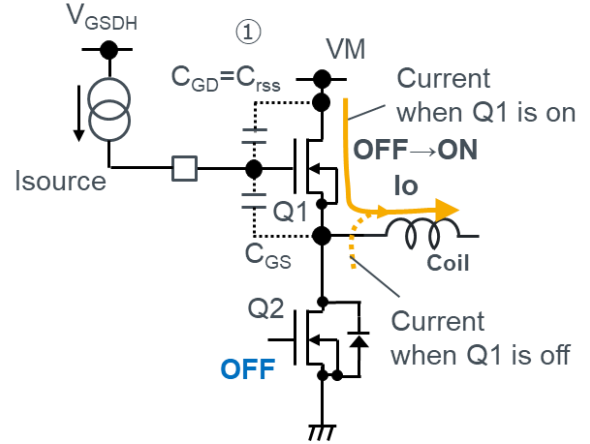 ①
V_GSDH
VM
C_GD=C_rss
Current
when Q1 is on
OFF→ON
Io
Isource
Q1
C_GS
Coil
Q2
OFF
Current
when Q1 is off